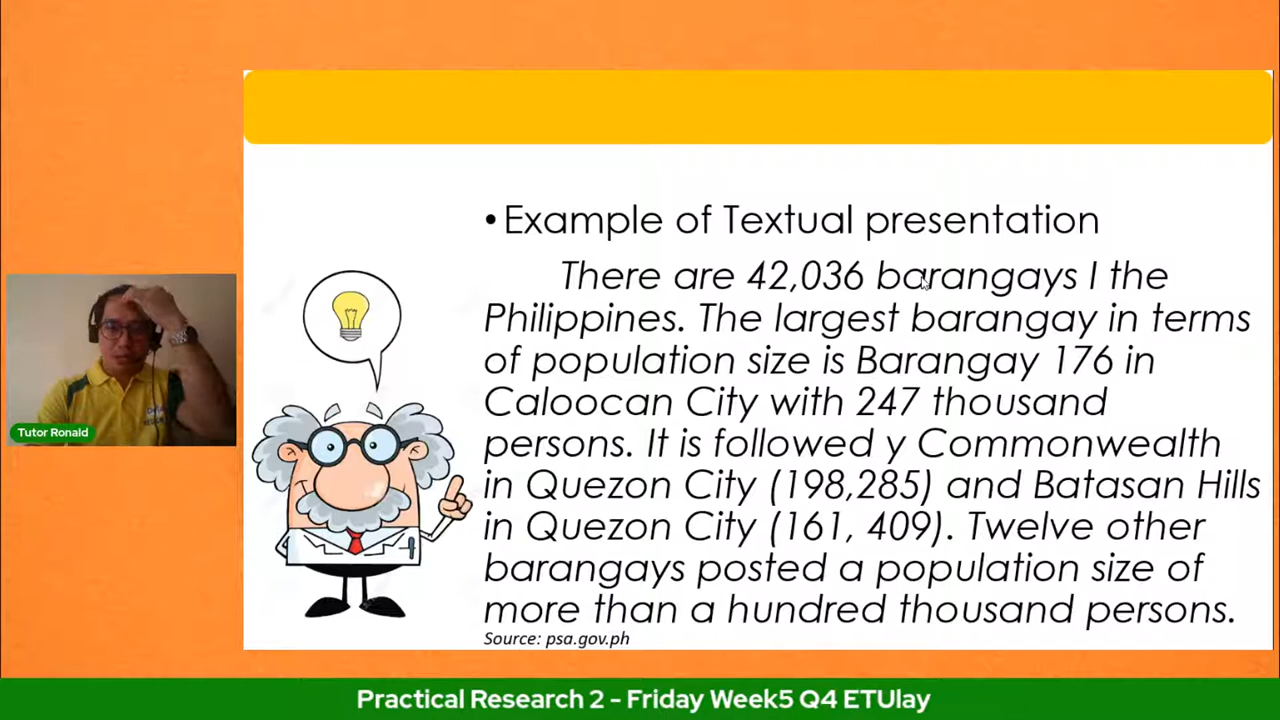 • Example of Textual presentation
There are 42,036 barangays I the
Philippines. The largest barangay in terms
of population size is Barangay 176 in
Caloocan City with 247 thousand
persons. It is followed y Commonwealth
in Quezon City (198,285) and Batasan Hills
in Quezon City (161, 409). Twelve other
barangays posted a population size of
more than a hundred thousand persons.
Source: psa.gov.ph
Tutor Ronald
Practical Research 2 - Friday Week5 Q4 ETUlay